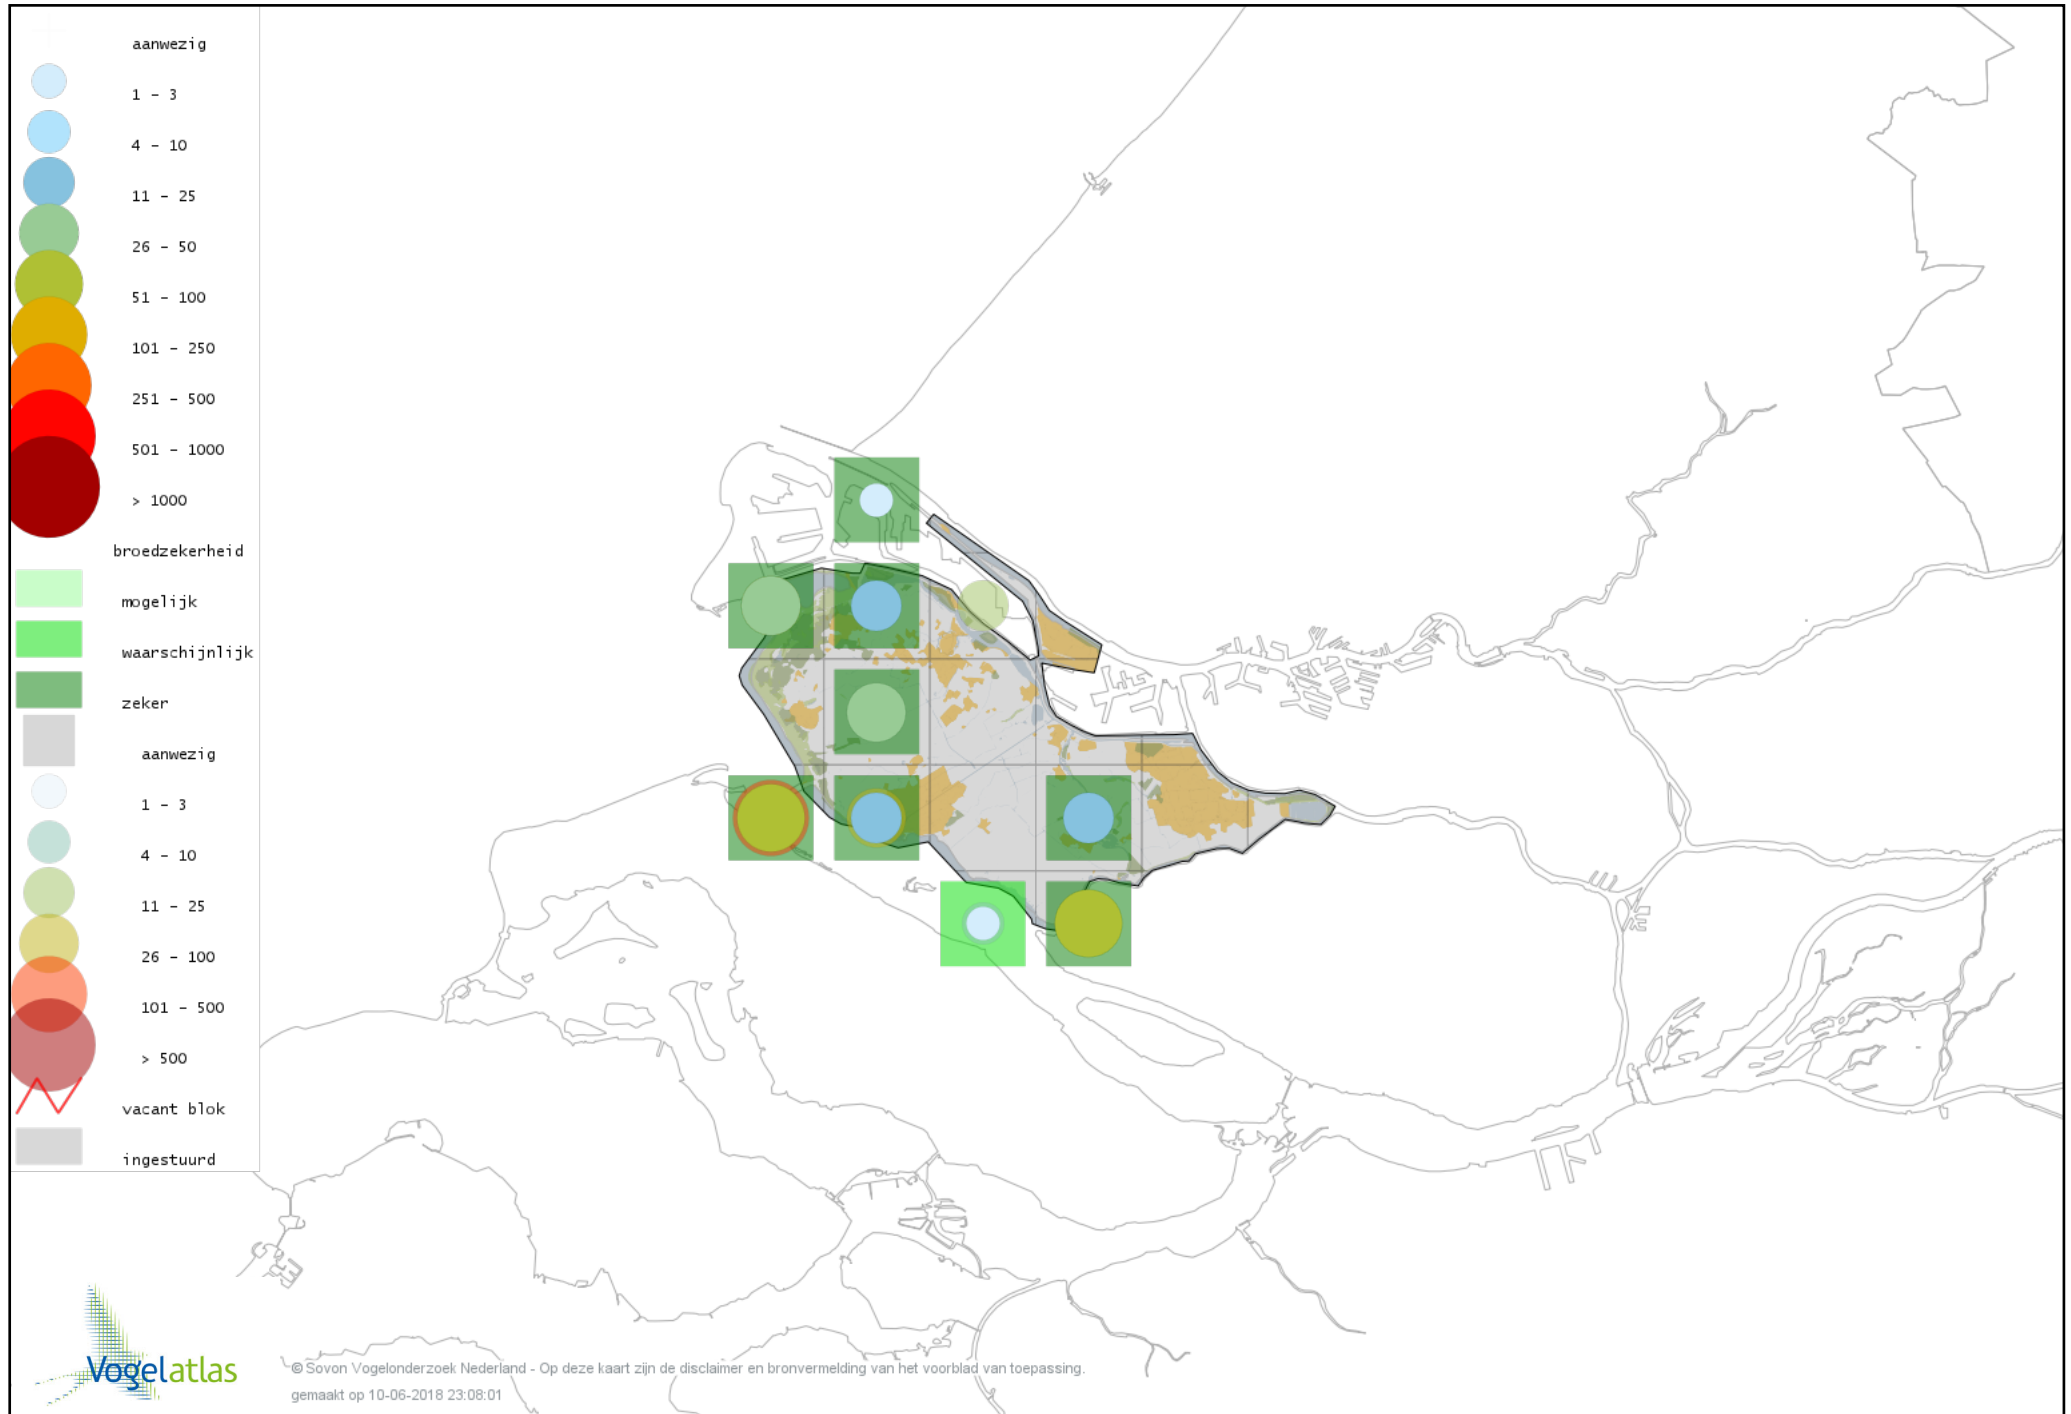 aanwezig
1 - 3
4 - 10
11 - 25
26 - 50
51 - 100
101 - 250
251 - 500
501 - 1000
> 1000
broedzekerheid
mogelijk
waarschijnlijk
zeker
aanwezig
1 - 3
4 - 10
11 - 25
26 - 100
101 - 500
> 500
vacant blok
ingestuurd
Vogelatlas
© Sovon Vogelonderzoek Nederland - Op deze kaart zijn de disclaimer en bronvermelding van het voorblad van toepassing.
gemaakt op 10-06-2018 23:08:01